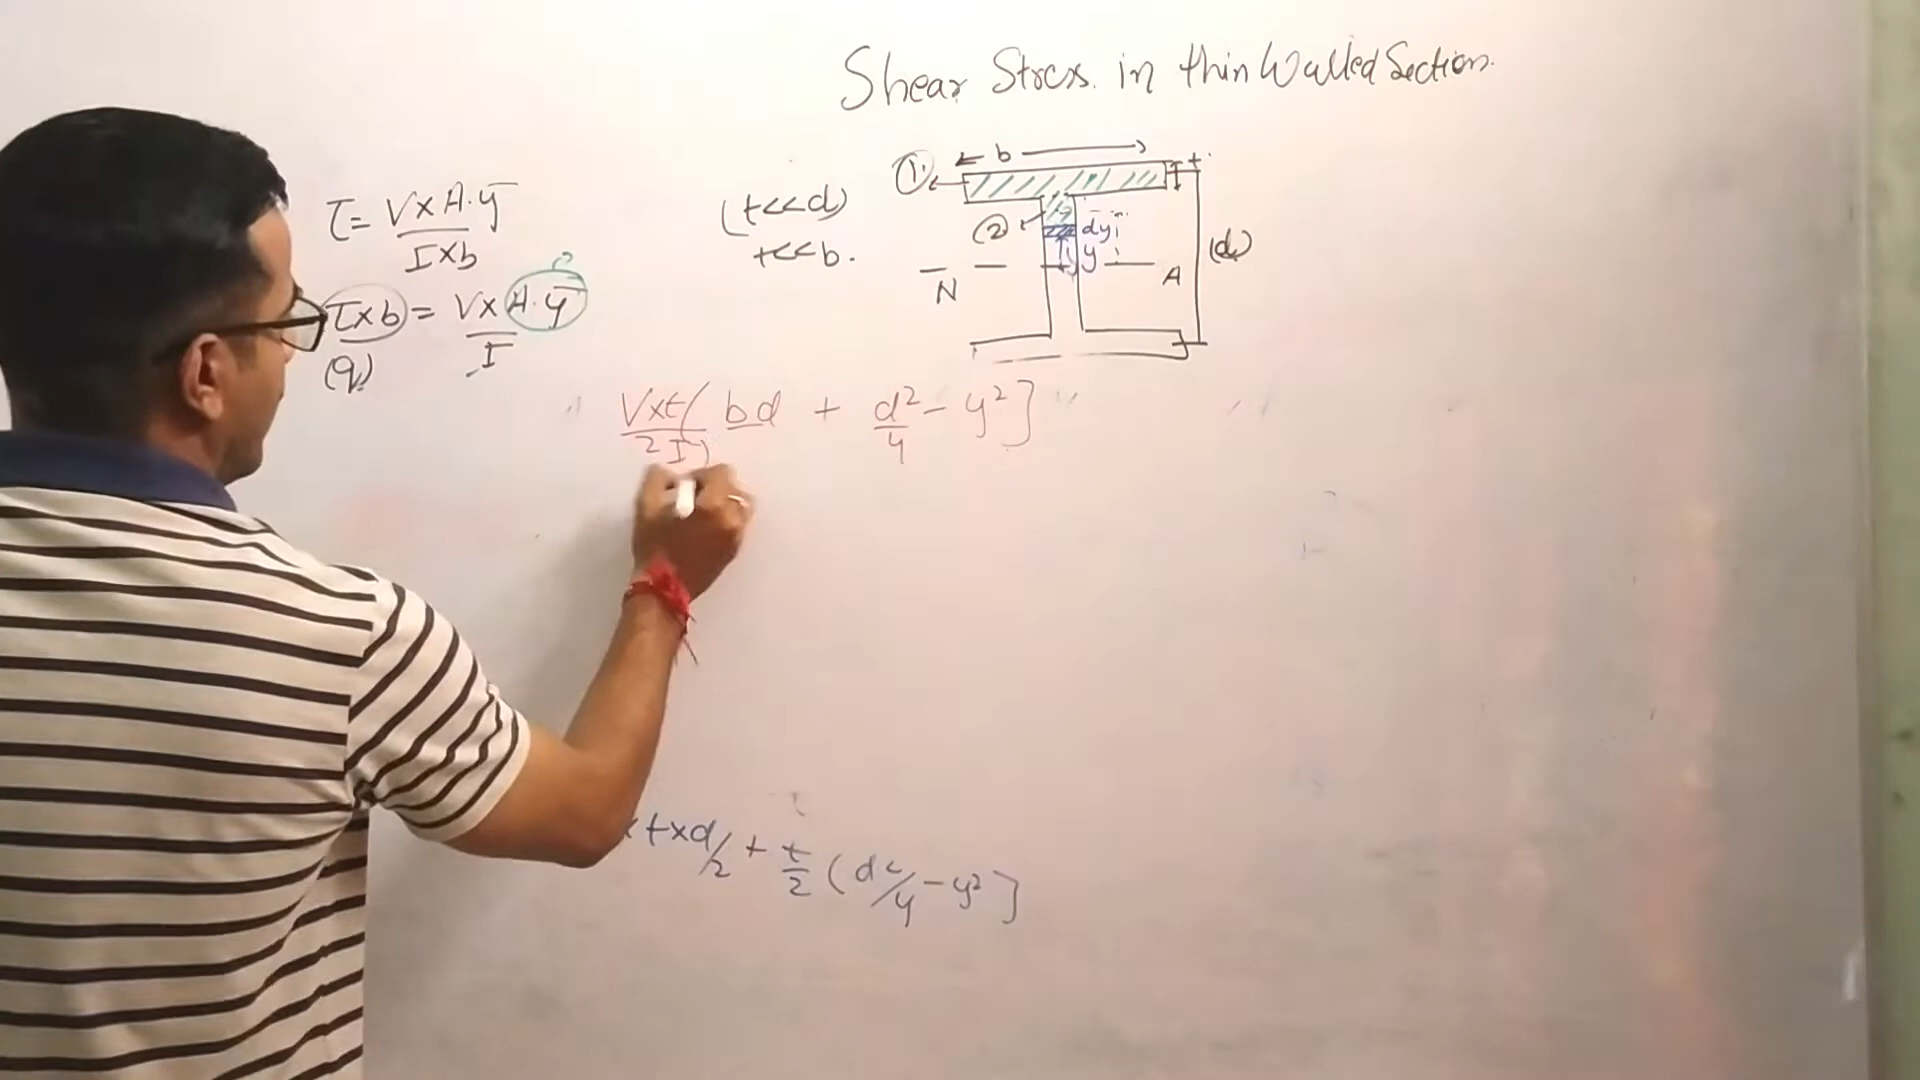 Shear Stress. in thin Walled Section.
τ = V×A.ȳ / I×b
τ×b = V×A.ȳ / I
(q)
(t<<d)
t<<b.
① b t
② dy
y (d)
N A
V×t/2I ( bd + d²/4 - y² ]
t×d/2 + t/2 ( d²/4 - y² ]